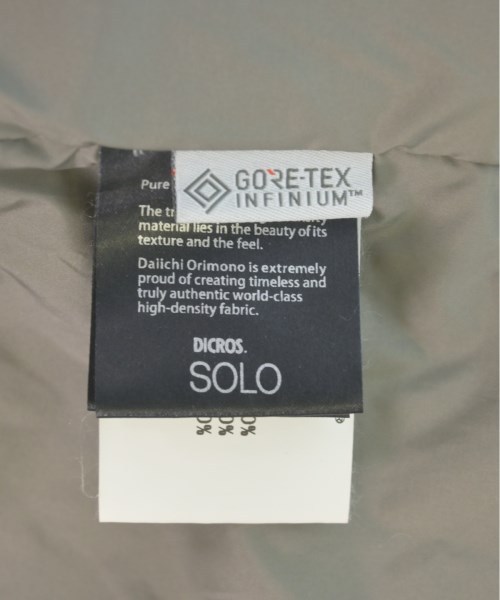 GORE-TEX
INFINIUM™
Pure
The
material lies in the beauty of its
texture and the feel.
Daiichi Orimono is extremely
proud of creating timeless and
truly authentic world-class
high-density fabric.
DICROS.
SOLO